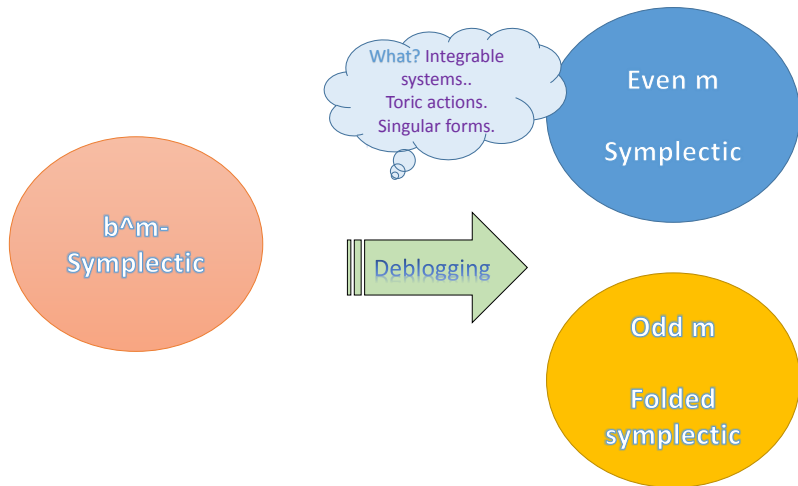 What? Integrable
systems..
Toric actions.
Singular forms.
Even m
Symplectic
b^m-
Symplectic
Deblogging
Odd m
Folded
symplectic